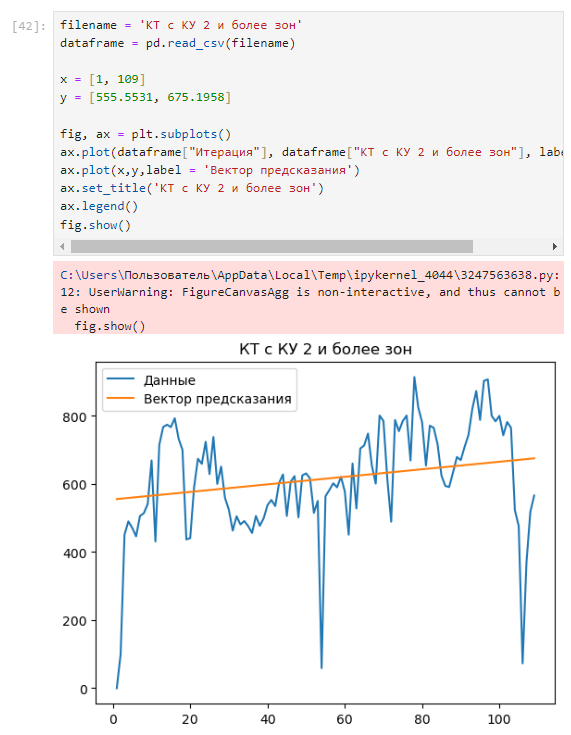 [42]:
filename = 'КТ с КУ 2 и более зон'
dataframe = pd.read_csv(filename)
x = [1, 109]
y = [555.5531, 675.1958]
fig, ax = plt.subplots()
ax.plot(dataframe["Итерация"], dataframe["КТ с КУ 2 и более зон"], labe
ax.plot(x,y,label = 'Вектор предсказания')
ax.set_title('КТ с КУ 2 и более зон')
ax.legend()
fig.show()
C:\Users\Пользователь\AppData\Local\Temp\ipykernel_4044\3247563638.py:
12: UserWarning: FigureCanvasAgg is non-interactive, and thus cannot b
e shown
fig.show()
КТ с КУ 2 и более зон
Данные
Вектор предсказания
800
600
400
200
0
0 20 40 60 80 100